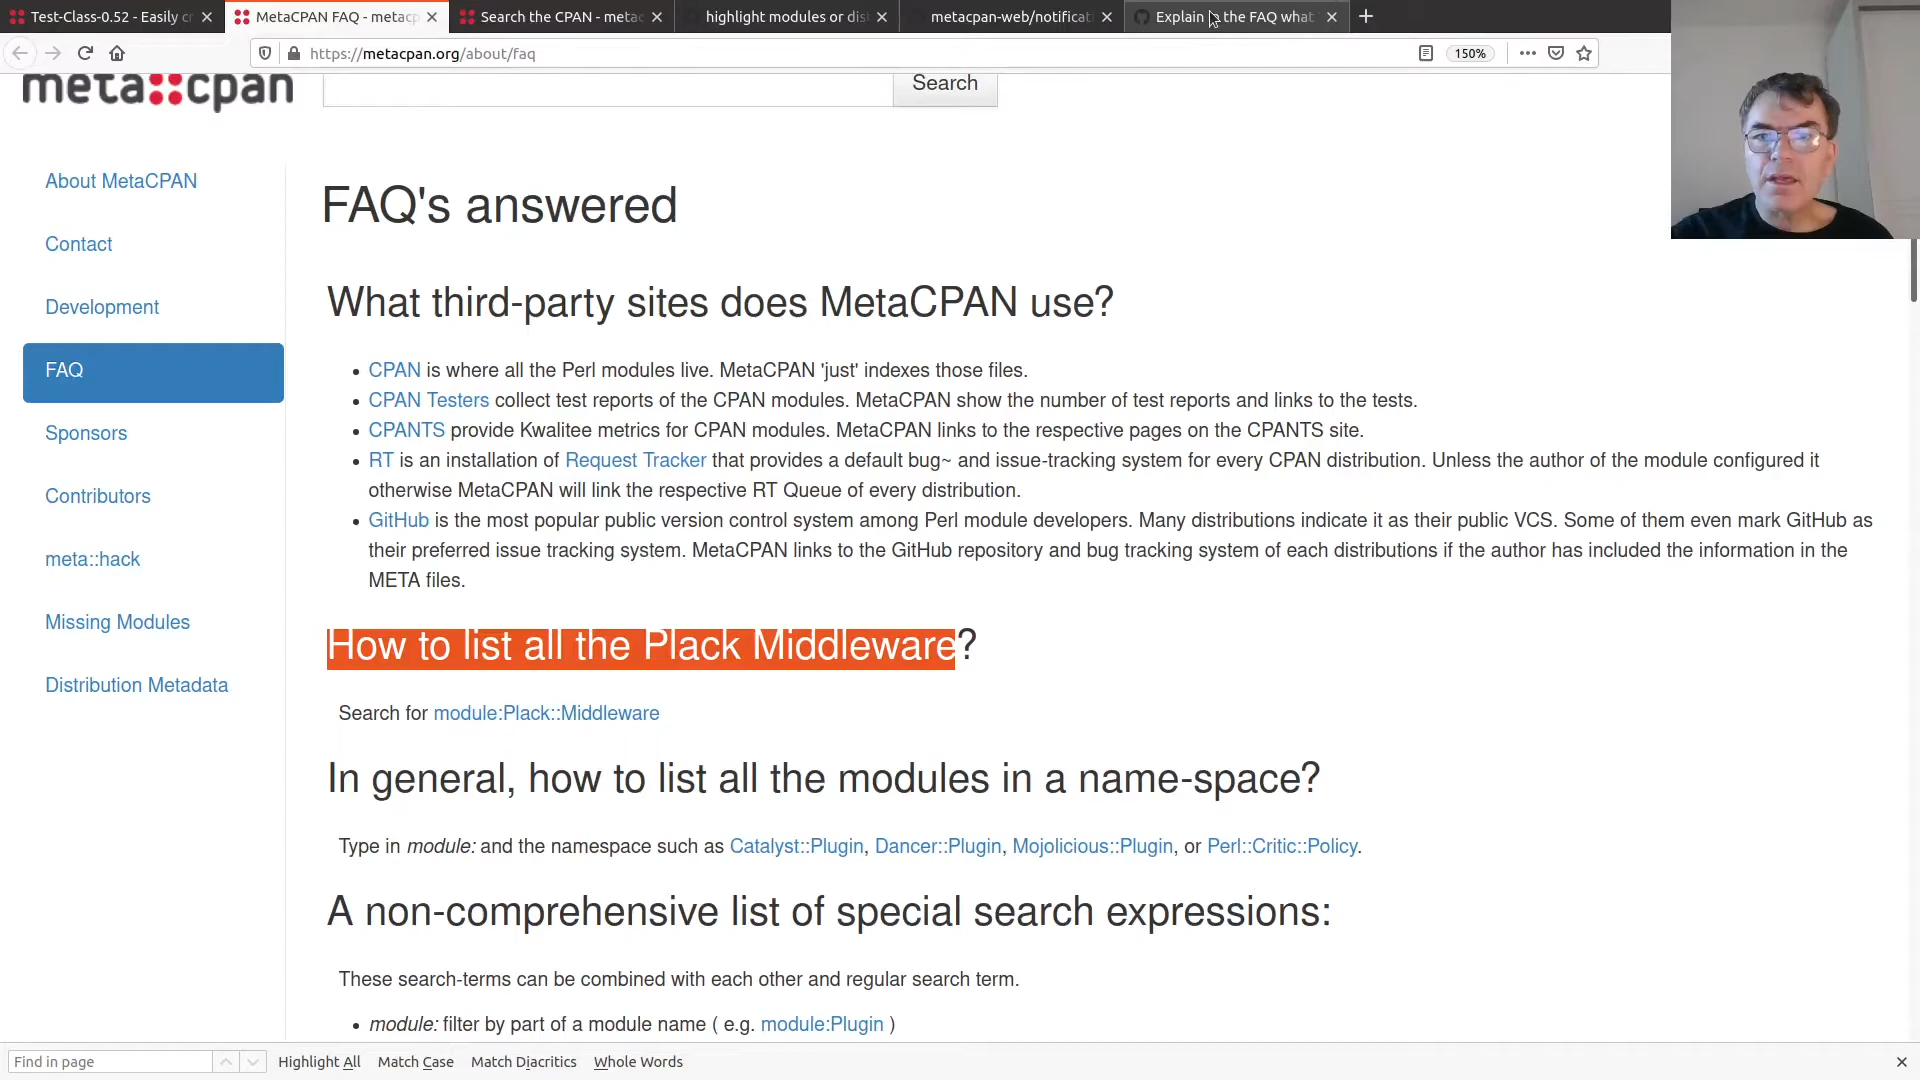 Test-Class-0.52 - Easily cr
MetaCPAN FAQ - metacp
Search the CPAN - metac
highlight modules or dis
metacpan-web/notificat
Explain in the FAQ what
https://metacpan.org/about/faq
150%
meta::cpan
Search
About MetaCPAN
Contact
Development
FAQ
Sponsors
Contributors
meta::hack
Missing Modules
Distribution Metadata
FAQ's answered
What third-party sites does MetaCPAN use?
CPAN is where all the Perl modules live. MetaCPAN 'just' indexes those files.
CPAN Testers collect test reports of the CPAN modules. MetaCPAN show the number of test reports and links to the tests.
CPANTS provide Kwalitee metrics for CPAN modules. MetaCPAN links to the respective pages on the CPANTS site.
RT is an installation of Request Tracker that provides a default bug~ and issue-tracking system for every CPAN distribution. Unless the author of the module configured it
otherwise MetaCPAN will link the respective RT Queue of every distribution.
GitHub is the most popular public version control system among Perl module developers. Many distributions indicate it as their public VCS. Some of them even mark GitHub as
their preferred issue tracking system. MetaCPAN links to the GitHub repository and bug tracking system of each distributions if the author has included the information in the
META files.
How to list all the Plack Middleware?
Search for module:Plack::Middleware
In general, how to list all the modules in a name-space?
Type in module: and the namespace such as Catalyst::Plugin, Dancer::Plugin, Mojolicious::Plugin, or Perl::Critic::Policy.
A non-comprehensive list of special search expressions:
These search-terms can be combined with each other and regular search term.
module: filter by part of a module name ( e.g. module:Plugin )
Find in page
Highlight All
Match Case
Match Diacritics
Whole Words